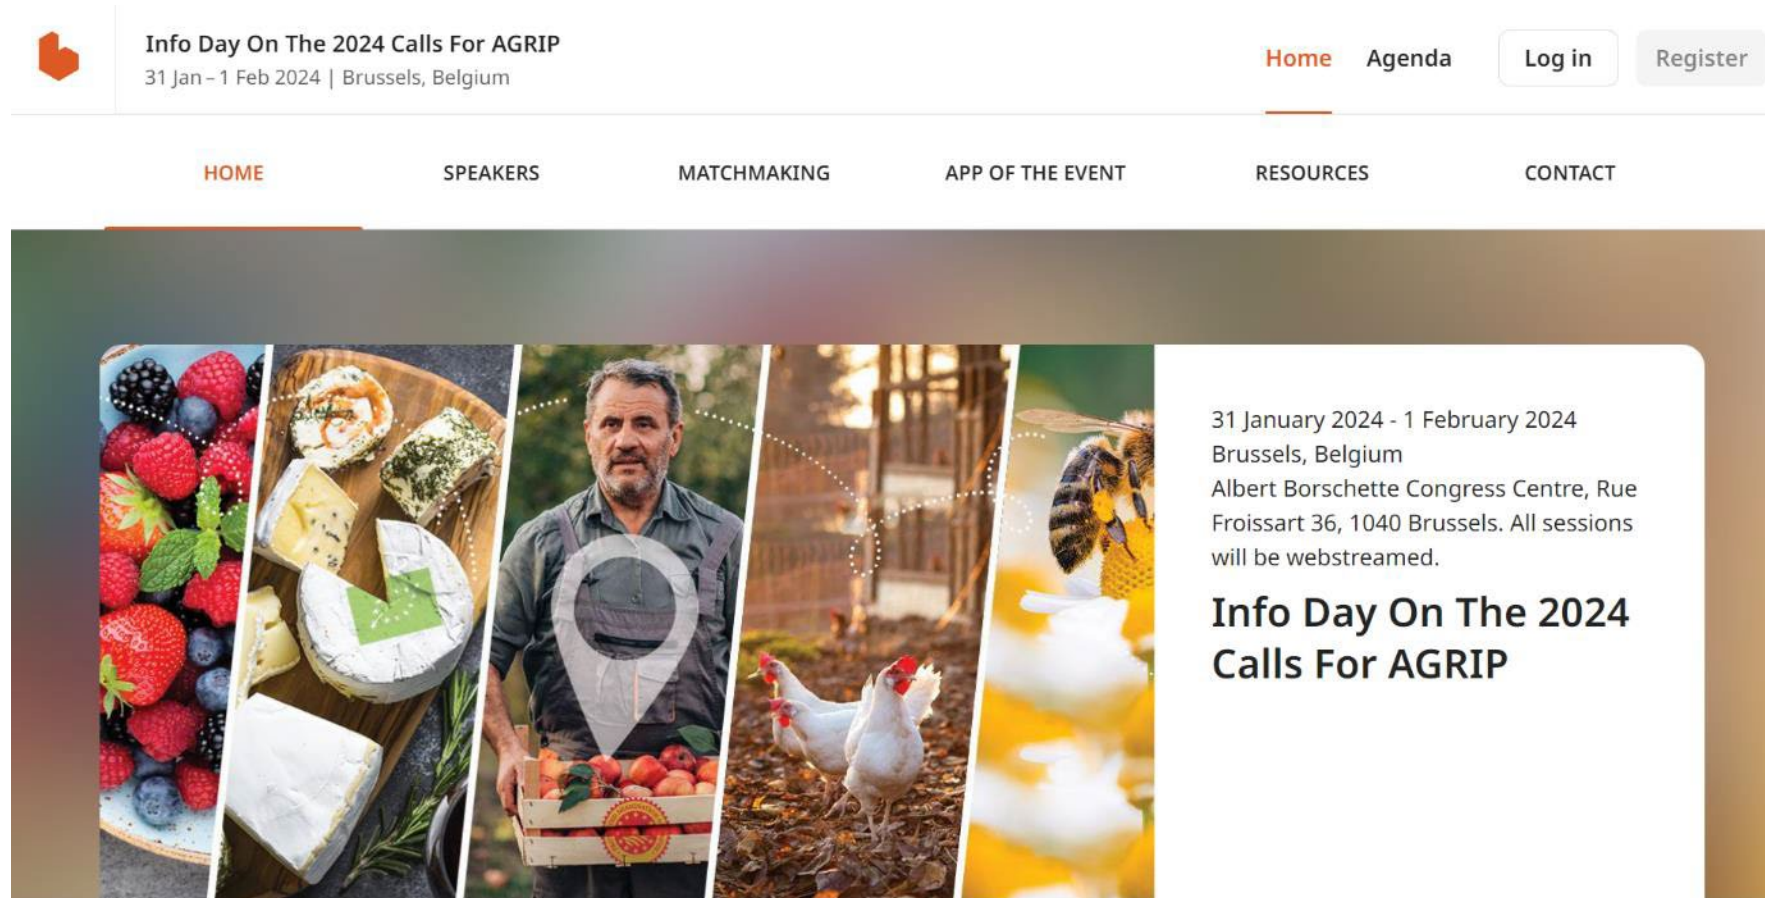 Info Day On The 2024 Calls For AGRIP
31 Jan – 1 Feb 2024 | Brussels, Belgium
Home
Agenda
Log in
Register
HOME
SPEAKERS
MATCHMAKING
APP OF THE EVENT
RESOURCES
CONTACT
31 January 2024 - 1 February 2024
Brussels, Belgium
Albert Borschette Congress Centre, Rue
Froissart 36, 1040 Brussels. All sessions
will be webstreamed.
Info Day On The 2024
Calls For AGRIP